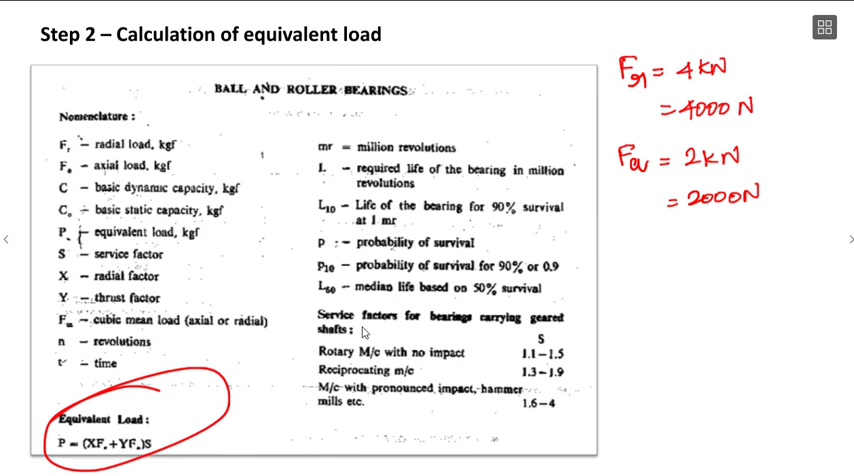 Step 2 – Calculation of equivalent load
BALL AND ROLLER BEARINGS
Nomenclature :
Fr – radial load, kgf
Fa – axial load, kgf
C – basic dynamic capacity, kgf
Co – basic static capacity, kgf
P – equivalent load, kgf
S – service factor
X – radial factor
Y – thrust factor
Fm – cubic mean load (axial or radial)
n – revolutions
t – time
Equivalent Load :
P = (XFr+YFa)S
mr = million revolutions
L – required life of the bearing in million
revolutions
L10 – Life of the bearing for 90% survival
at 1 mr
p :– probability of survival
P10 – probability of survival for 90% or 0.9
L50 – median life based on 50% survival
Service factors for bearings carrying geared
shafts :
S
Rotary M/c with no impact 1.1–1.5
Reciprocating m/c 1.3–1.9
M/c with pronounced impact, hammer
mills etc. 1.6–4
Fr = 4 kN
= 4000 N
Fa = 2 kN
= 2000N